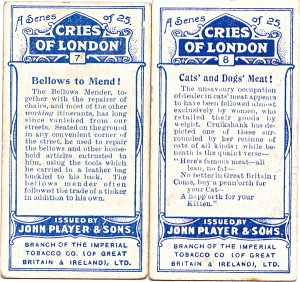 A Series of 25.
CRIES
OF LONDON
7
Bellows to Mend!
The Bellows Mender, to-
gether with the repairer of
chairs, and most of the other
working itinerants, has long
since vanished from our
streets. Seated on the ground
in any convenient corner of
the street, he used to repair
the bellows and other house-
hold articles entrusted to
him, using the tools which
he carried in a leather bag
buckled to his back. The
bellows mender often
followed the trade of a tinker
in addition to his own.
ISSUED BY
JOHN PLAYER & SONS.
BRANCH OF THE IMPERIAL
TOBACCO CO. (OF GREAT
BRITAIN & IRELAND), LTD.
A Series of 25.
CRIES
OF LONDON
8
Cats' and Dogs' Meat!
The unsavoury occupation
of dealer in cats' meat appears
to have been followed almost
exclusively by women, who
retailed their goods by
weight. Cruikshank has de-
picted one of these sur-
rounded by her retinue of
cats of all kinds; while be-
neath is the quaint verse—
"Here's famous meat—all
lean, no fat—
No better in Great Britain;
Come, buy a penn'orth for
your Cat—
A happ'orth for your
Kitten."
ISSUED BY
JOHN PLAYER & SONS.
BRANCH OF THE IMPERIAL
TOBACCO CO. (OF GREAT
BRITAIN & IRELAND), LTD.